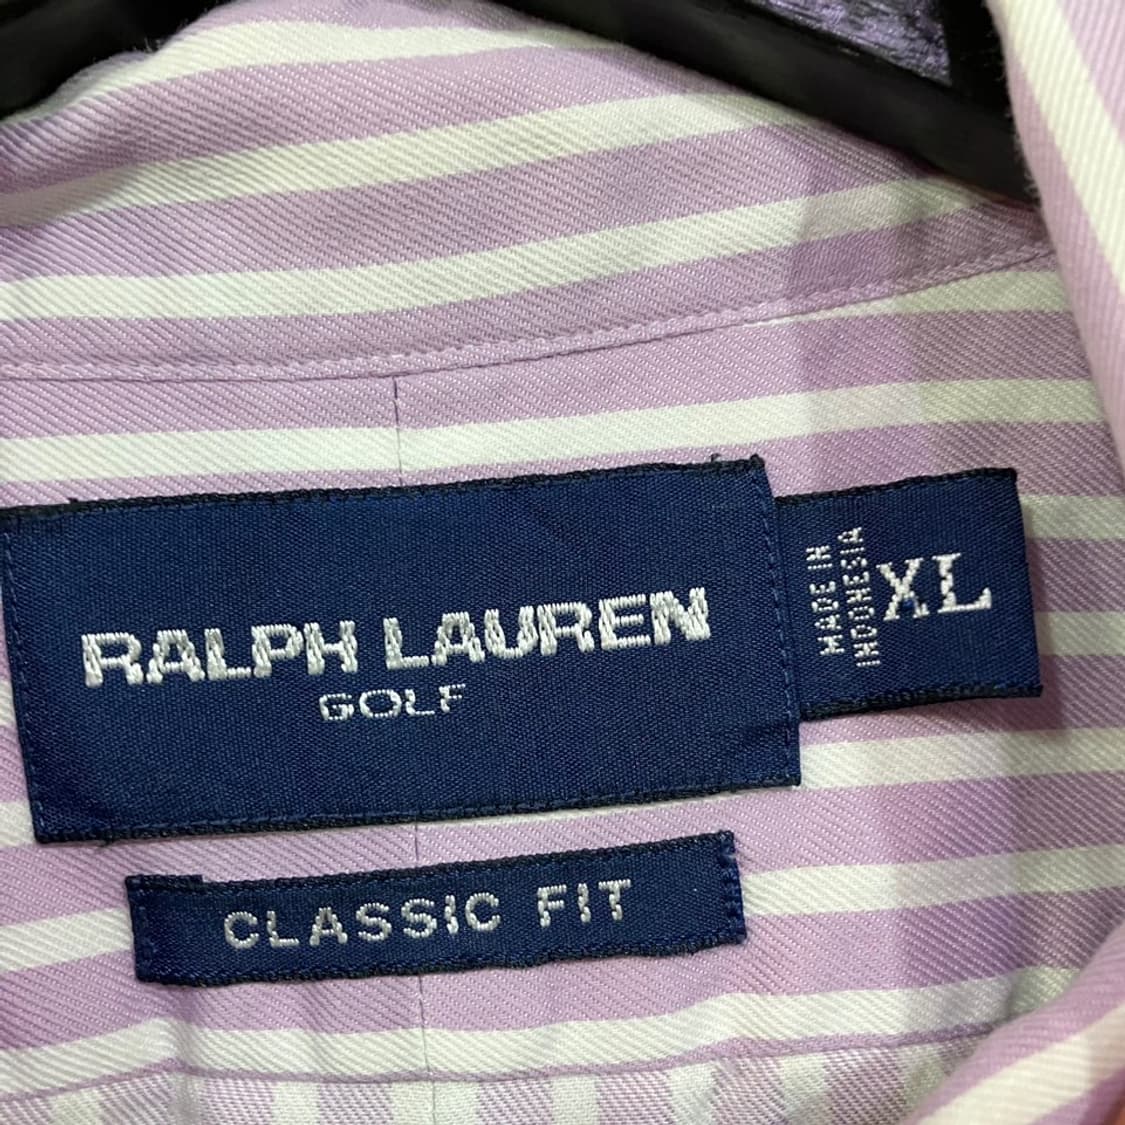 RALPH LAUREN
GOLF
MADE IN
INDONESIA
XL
CLASSIC FIT